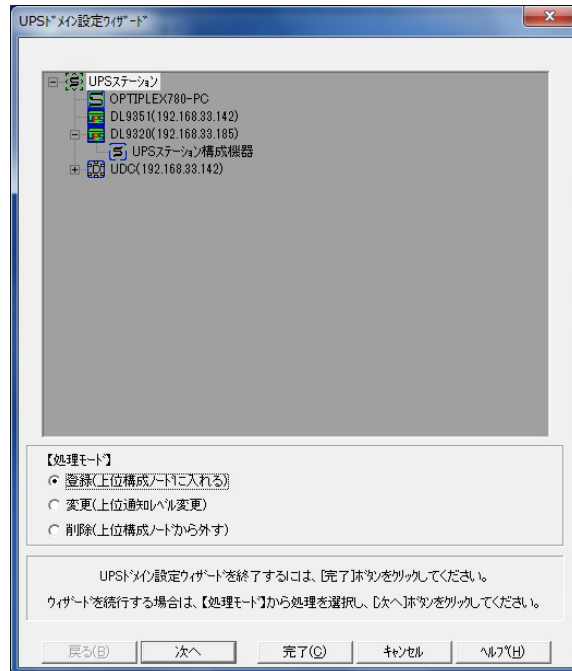 UPSﾄﾞﾒｲﾝ設定ｳｨｻﾞｰﾄﾞ
UPSｽﾃｰｼｮﾝ
OPTIPLEX780-PC
DL9351(192.168.33.142)
DL9320(192.168.33.185)
UPSｽﾃｰｼｮﾝ構成機器
UDC(192.168.33.142)
【処理ﾓｰﾄﾞ】
登録(上位構成ﾉｰﾄﾞに入れる)
変更(上位通知ﾚﾍﾞﾙ変更)
削除(上位構成ﾉｰﾄﾞから外す)
UPSﾄﾞﾒｲﾝ設定ｳｨｻﾞｰﾄﾞを終了するには、[完了]ﾎﾞﾀﾝをｸﾘｯｸしてください。
ｳｨｻﾞｰﾄﾞを続行する場合は、【処理ﾓｰﾄﾞ】から処理を選択し、[次へ]ﾎﾞﾀﾝをｸﾘｯｸしてください。
戻る(B) 次へ 完了(C) ｷｬﾝｾﾙ ﾍﾙﾌﾟ(H)